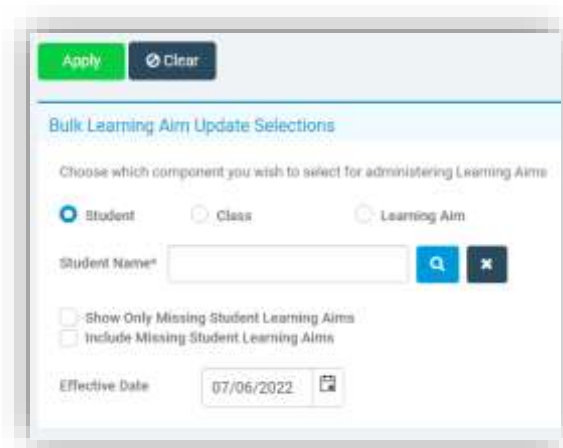 Apply Clear
Bulk Learning Aim Update Selections
Choose which component you wish to select for administering Learning Aims
Student Class Learning Aim
Student Name*
Show Only Missing Student Learning Aims
Include Missing Student Learning Aims
Effective Date 07/06/2022